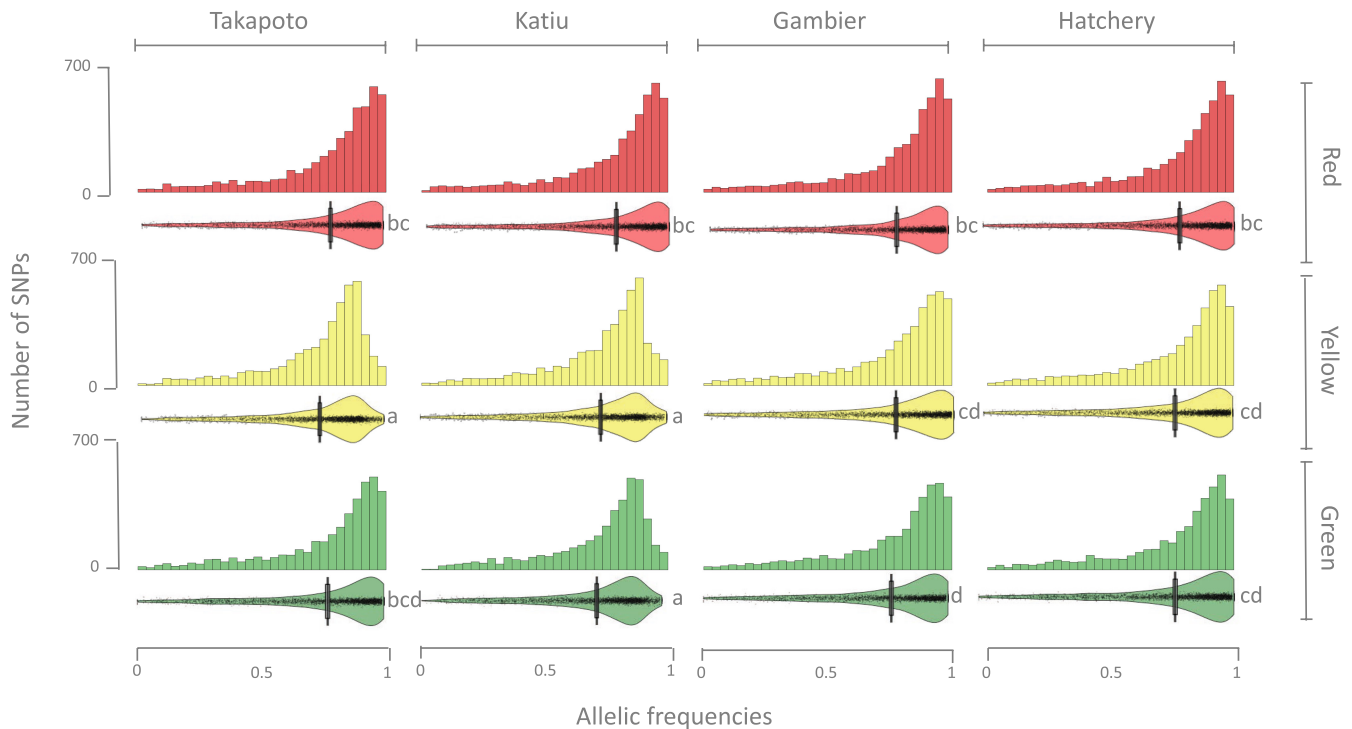 Takapoto Katiu Gambier Hatchery
700
0
Red
bc bc bc bc
Number of SNPs
700
0
Yellow
a a cd cd
700
0
Green
bcd a d cd
0 0.5 1 0 0.5 1 0 0.5 1 0 0.5 1
Allelic frequencies